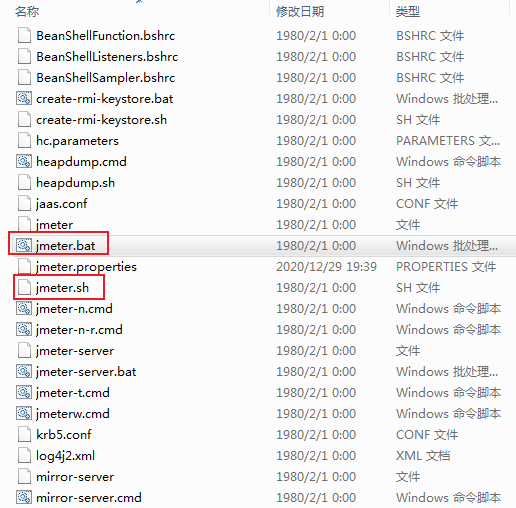 名称 修改日期 类型
BeanShellFunction.bshrc 1980/2/1 0:00 BSHRC 文件
BeanShellListeners.bshrc 1980/2/1 0:00 BSHRC 文件
BeanShellSampler.bshrc 1980/2/1 0:00 BSHRC 文件
create-rmi-keystore.bat 1980/2/1 0:00 Windows 批处理...
create-rmi-keystore.sh 1980/2/1 0:00 SH 文件
hc.parameters 1980/2/1 0:00 PARAMETERS 文...
heapdump.cmd 1980/2/1 0:00 Windows 命令脚本
heapdump.sh 1980/2/1 0:00 SH 文件
jaas.conf 1980/2/1 0:00 CONF 文件
jmeter 1980/2/1 0:00 文件
jmeter.bat 1980/2/1 0:00 Windows 批处理...
jmeter.properties 2020/12/29 19:39 PROPERTIES 文件
jmeter.sh 1980/2/1 0:00 SH 文件
jmeter-n.cmd 1980/2/1 0:00 Windows 命令脚本
jmeter-n-r.cmd 1980/2/1 0:00 Windows 命令脚本
jmeter-server 1980/2/1 0:00 文件
jmeter-server.bat 1980/2/1 0:00 Windows 批处理...
jmeter-t.cmd 1980/2/1 0:00 Windows 命令脚本
jmeterw.cmd 1980/2/1 0:00 Windows 命令脚本
krb5.conf 1980/2/1 0:00 CONF 文件
log4j2.xml 1980/2/1 0:00 XML 文档
mirror-server 1980/2/1 0:00 文件
mirror-server.cmd 1980/2/1 0:00 Windows 命令脚本